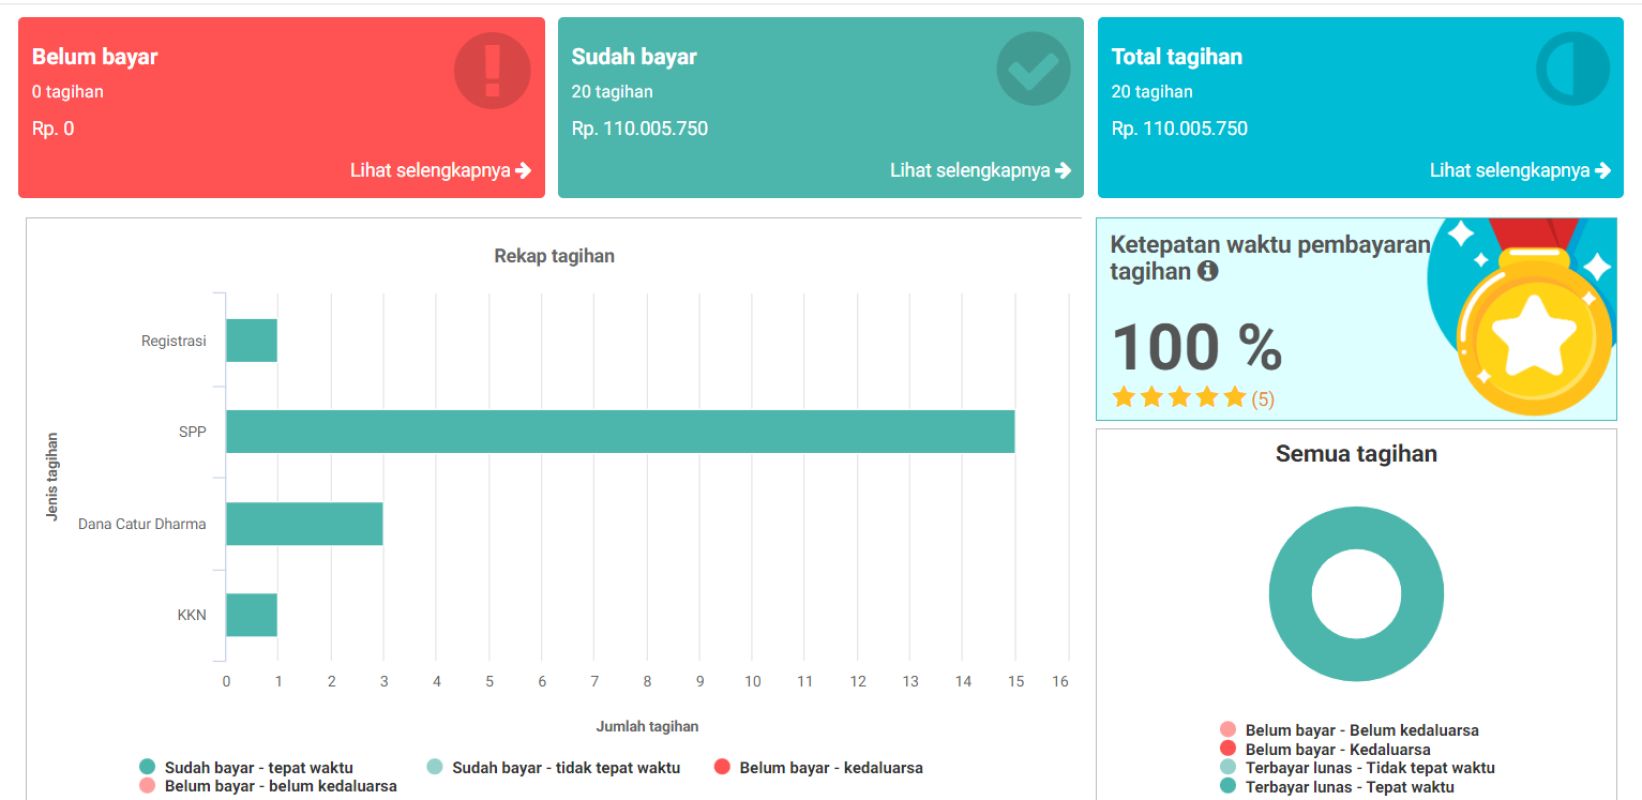 Belum bayar
0 tagihan
Rp. 0
Lihat selengkapnya
Sudah bayar
20 tagihan
Rp. 110.005.750
Lihat selengkapnya
Total tagihan
20 tagihan
Rp. 110.005.750
Lihat selengkapnya
Rekap tagihan
Jenis tagihan
Registrasi
SPP
Dana Catur Dharma
KKN
0 1 2 3 4 5 6 7 8 9 10 11 12 13 14 15 16
Jumlah tagihan
Sudah bayar - tepat waktu
Sudah bayar - tidak tepat waktu
Belum bayar - kedaluarsa
Belum bayar - belum kedaluarsa
Ketepatan waktu pembayaran
tagihan
100 %
(5)
Semua tagihan
Belum bayar - Belum kedaluarsa
Belum bayar - Kedaluarsa
Terbayar lunas - Tidak tepat waktu
Terbayar lunas - Tepat waktu